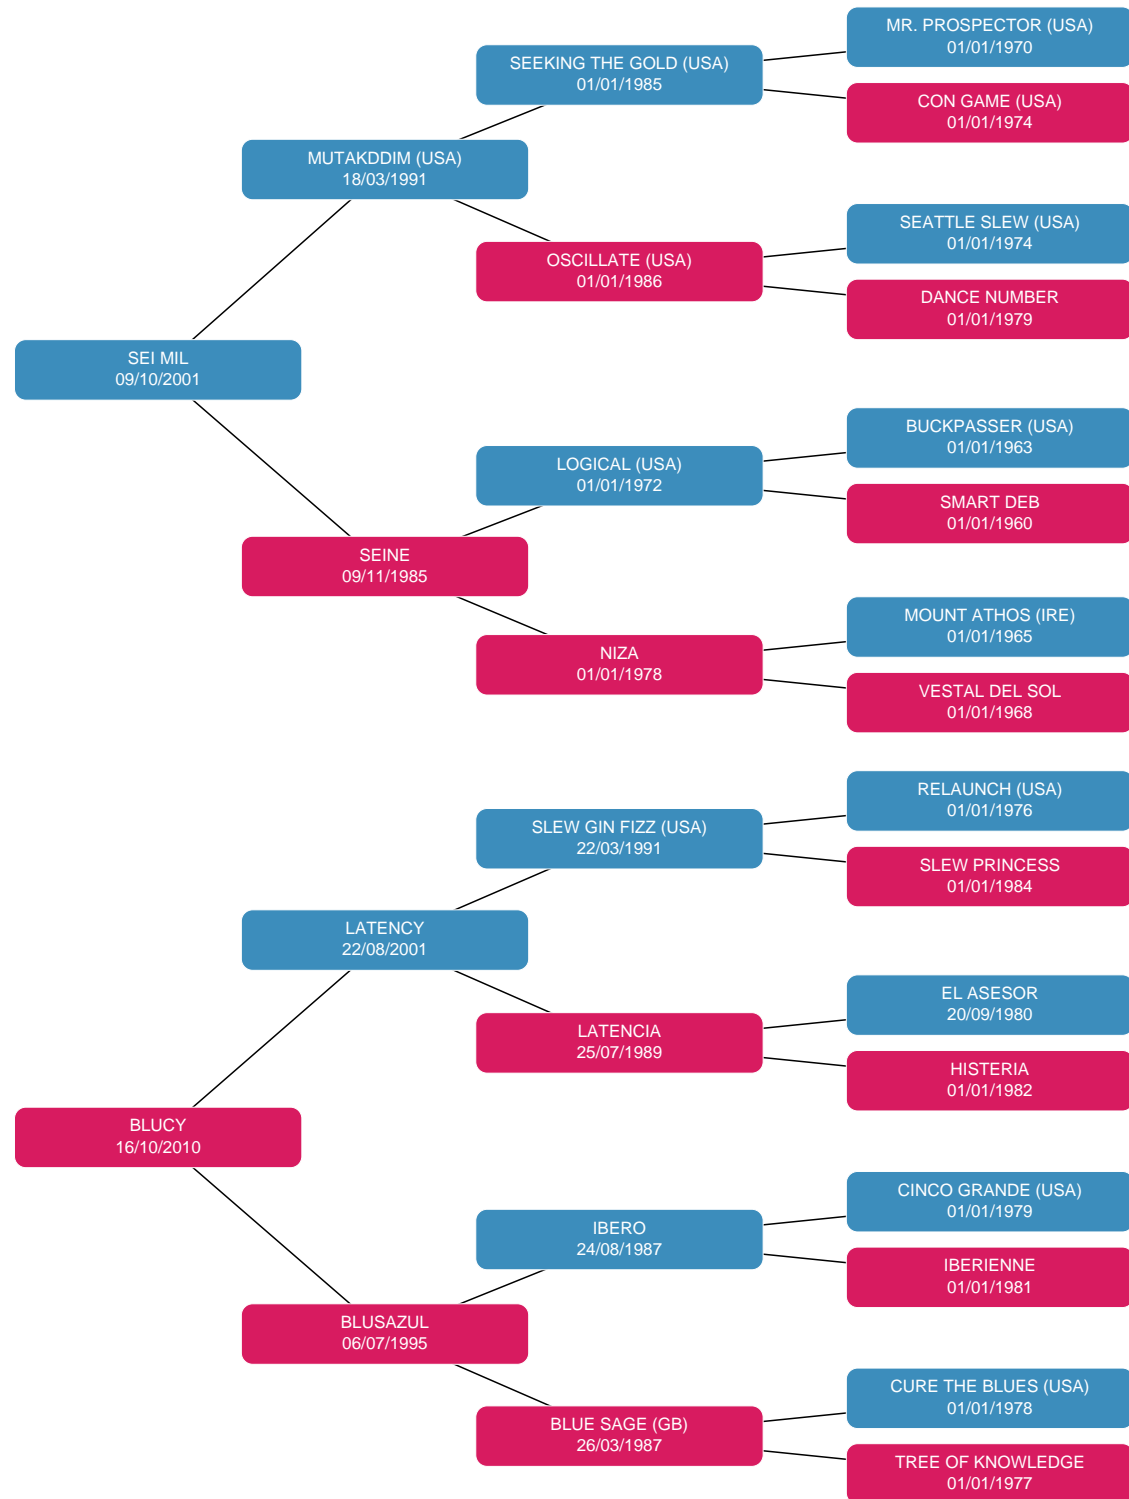 MR. PROSPECTOR (USA)
01/01/1970
SEEKING THE GOLD (USA)
01/01/1985
CON GAME (USA)
01/01/1974
MUTAKDDIM (USA)
18/03/1991
SEATTLE SLEW (USA)
01/01/1974
OSCILLATE (USA)
01/01/1986
DANCE NUMBER
01/01/1979
SEI MIL
09/10/2001
BUCKPASSER (USA)
01/01/1963
LOGICAL (USA)
01/01/1972
SMART DEB
01/01/1960
SEINE
09/11/1985
MOUNT ATHOS (IRE)
01/01/1965
NIZA
01/01/1978
VESTAL DEL SOL
01/01/1968
RELAUNCH (USA)
01/01/1976
SLEW GIN FIZZ (USA)
22/03/1991
SLEW PRINCESS
01/01/1984
LATENCY
22/08/2001
EL ASESOR
20/09/1980
LATENCIA
25/07/1989
HISTERIA
01/01/1982
BLUCY
16/10/2010
CINCO GRANDE (USA)
01/01/1979
IBERO
24/08/1987
IBERIENNE
01/01/1981
BLUSAZUL
06/07/1995
CURE THE BLUES (USA)
01/01/1978
BLUE SAGE (GB)
26/03/1987
TREE OF KNOWLEDGE
01/01/1977